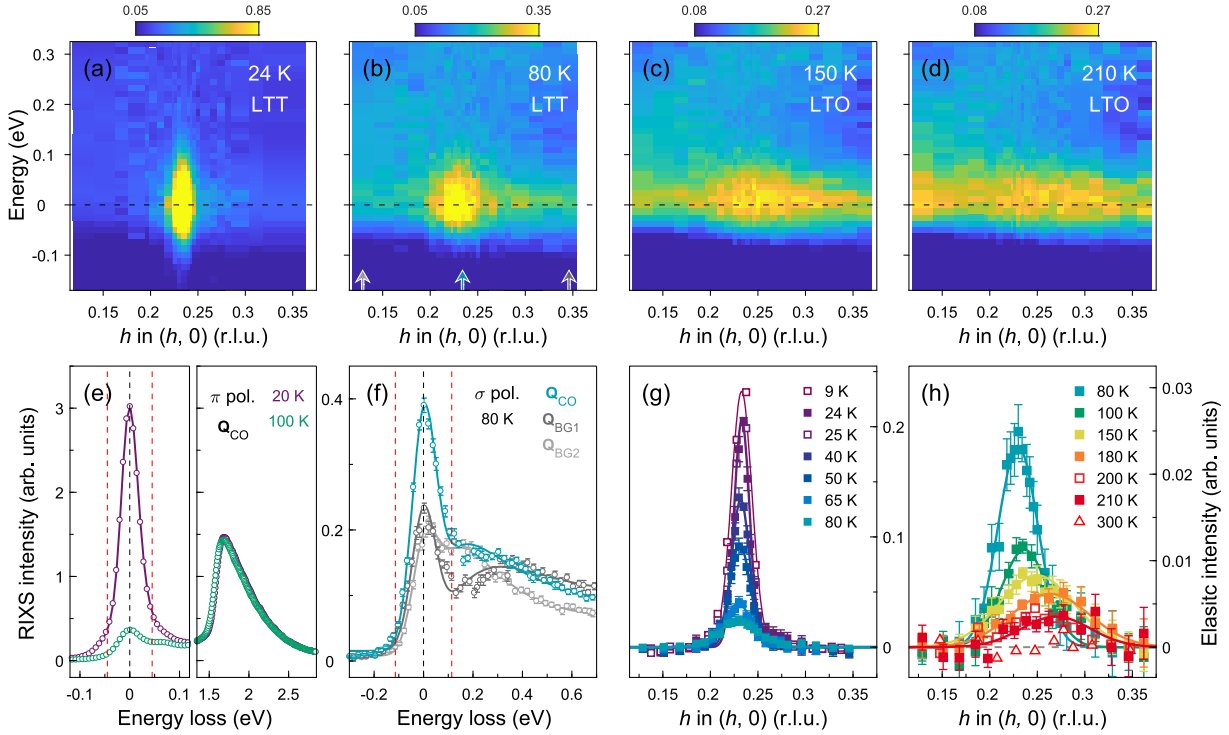 0.05 0.85 0.05 0.35 0.08 0.27 0.08 0.27
(a) 24 K LTT
(b) 80 K LTT
(c) 150 K LTO
(d) 210 K LTO
Energy (eV)
0.3
0.2
0.1
0
-0.1
0.15 0.2 0.25 0.3 0.35
0.15 0.2 0.25 0.3 0.35
0.15 0.2 0.25 0.3 0.35
0.15 0.2 0.25 0.3 0.35
h in (h, 0) (r.l.u.)
h in (h, 0) (r.l.u.)
h in (h, 0) (r.l.u.)
h in (h, 0) (r.l.u.)
(e)
π pol. 20 K
Q_CO 100 K
RIXS intensity (arb. units)
3
2
1
0
-0.1 0 0.1 1.5 2 2.5
Energy loss (eV)
(f)
σ pol. Q_CO
80 K Q_BG1
Q_BG2
0.4
0.2
0
-0.2 0 0.2 0.4 0.6
Energy loss (eV)
(g)
9 K
24 K
25 K
40 K
50 K
65 K
80 K
0.2
0.1
0
0.15 0.2 0.25 0.3 0.35
h in (h, 0) (r.l.u.)
(h)
80 K
100 K
150 K
180 K
200 K
210 K
300 K
0.03
0.02
0.01
0
Elasitc intensity (arb. units)
0.15 0.2 0.25 0.3 0.35
h in (h, 0) (r.l.u.)